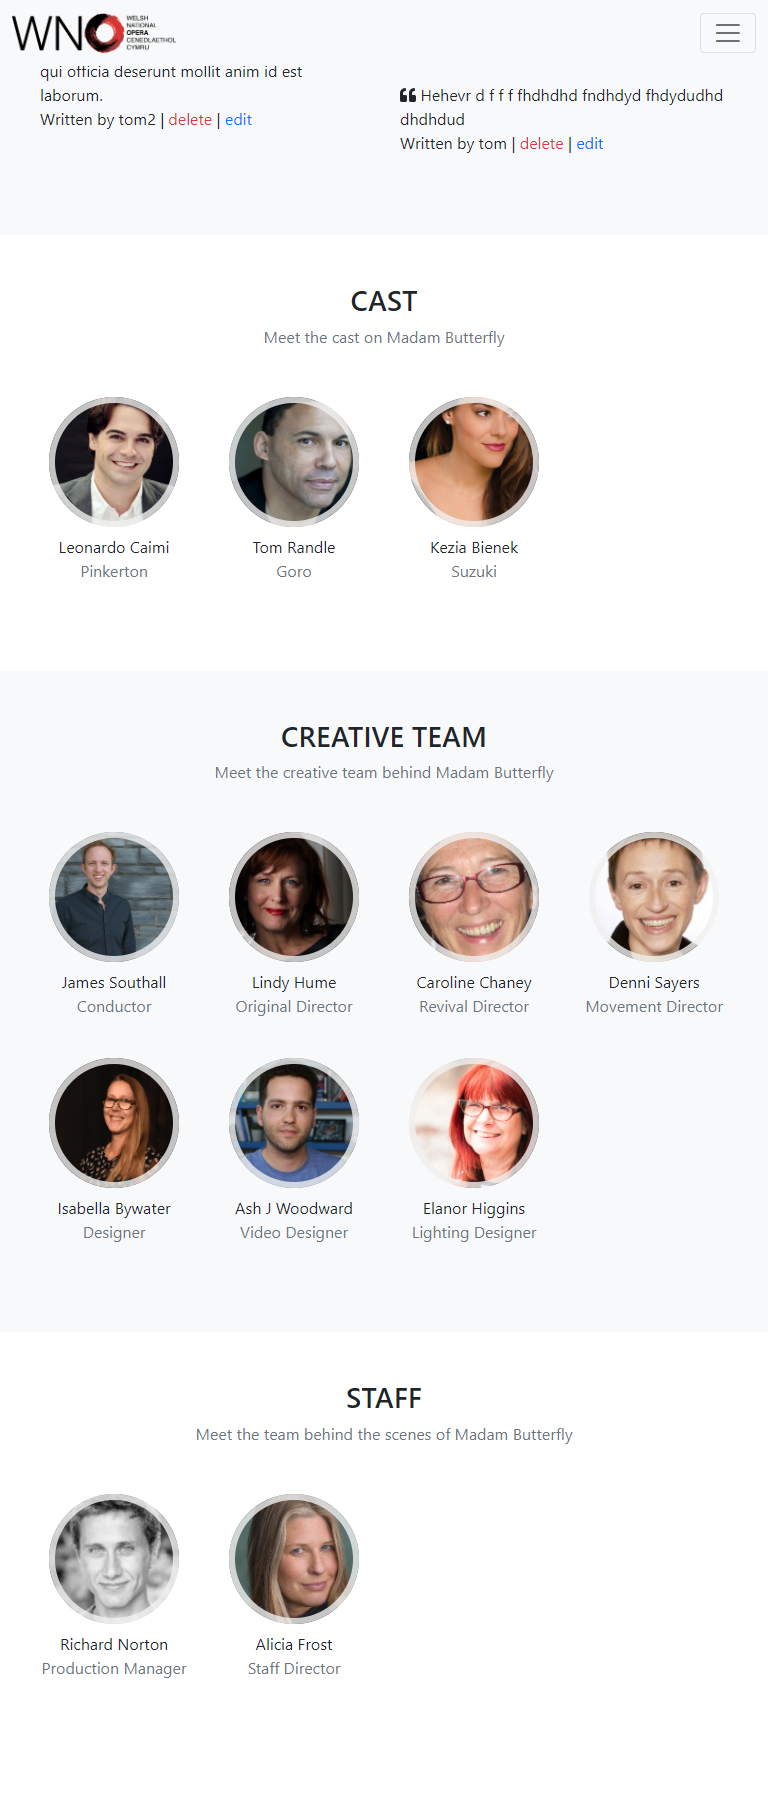 WNO
WELSH
NATIONAL
OPERA
CENEDLAETHOL
CYMRU
qui officia deserunt mollit anim id est
laborum.
Written by tom2 | delete | edit
Hehevr d f f f fhdhdhd fndhdyd fhdydudhd
dhdhdud
Written by tom | delete | edit
CAST
Meet the cast on Madam Butterfly
Leonardo Caimi
Pinkerton
Tom Randle
Goro
Kezia Bienek
Suzuki
CREATIVE TEAM
Meet the creative team behind Madam Butterfly
James Southall
Conductor
Lindy Hume
Original Director
Caroline Chaney
Revival Director
Denni Sayers
Movement Director
Isabella Bywater
Designer
Ash J Woodward
Video Designer
Elanor Higgins
Lighting Designer
STAFF
Meet the team behind the scenes of Madam Butterfly
Richard Norton
Production Manager
Alicia Frost
Staff Director